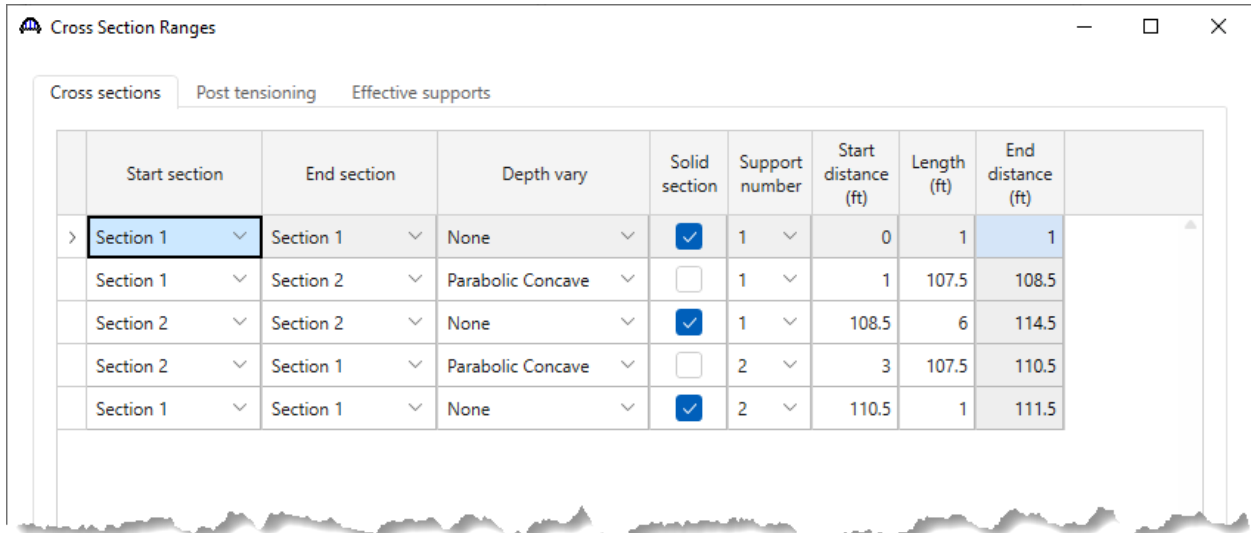 Cross Section Ranges
Cross sections Post tensioning Effective supports
Start section End section Depth vary Solid section Support number Start distance (ft) Length (ft) End distance (ft)
Section 1 Section 1 None 1 0 1 1
Section 1 Section 2 Parabolic Concave 1 1 107.5 108.5
Section 2 Section 2 None 1 108.5 6 114.5
Section 2 Section 1 Parabolic Concave 2 3 107.5 110.5
Section 1 Section 1 None 2 110.5 1 111.5